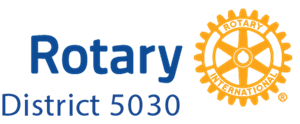 Rotary
District 5030
ROTARY
INTERNATIONAL
®